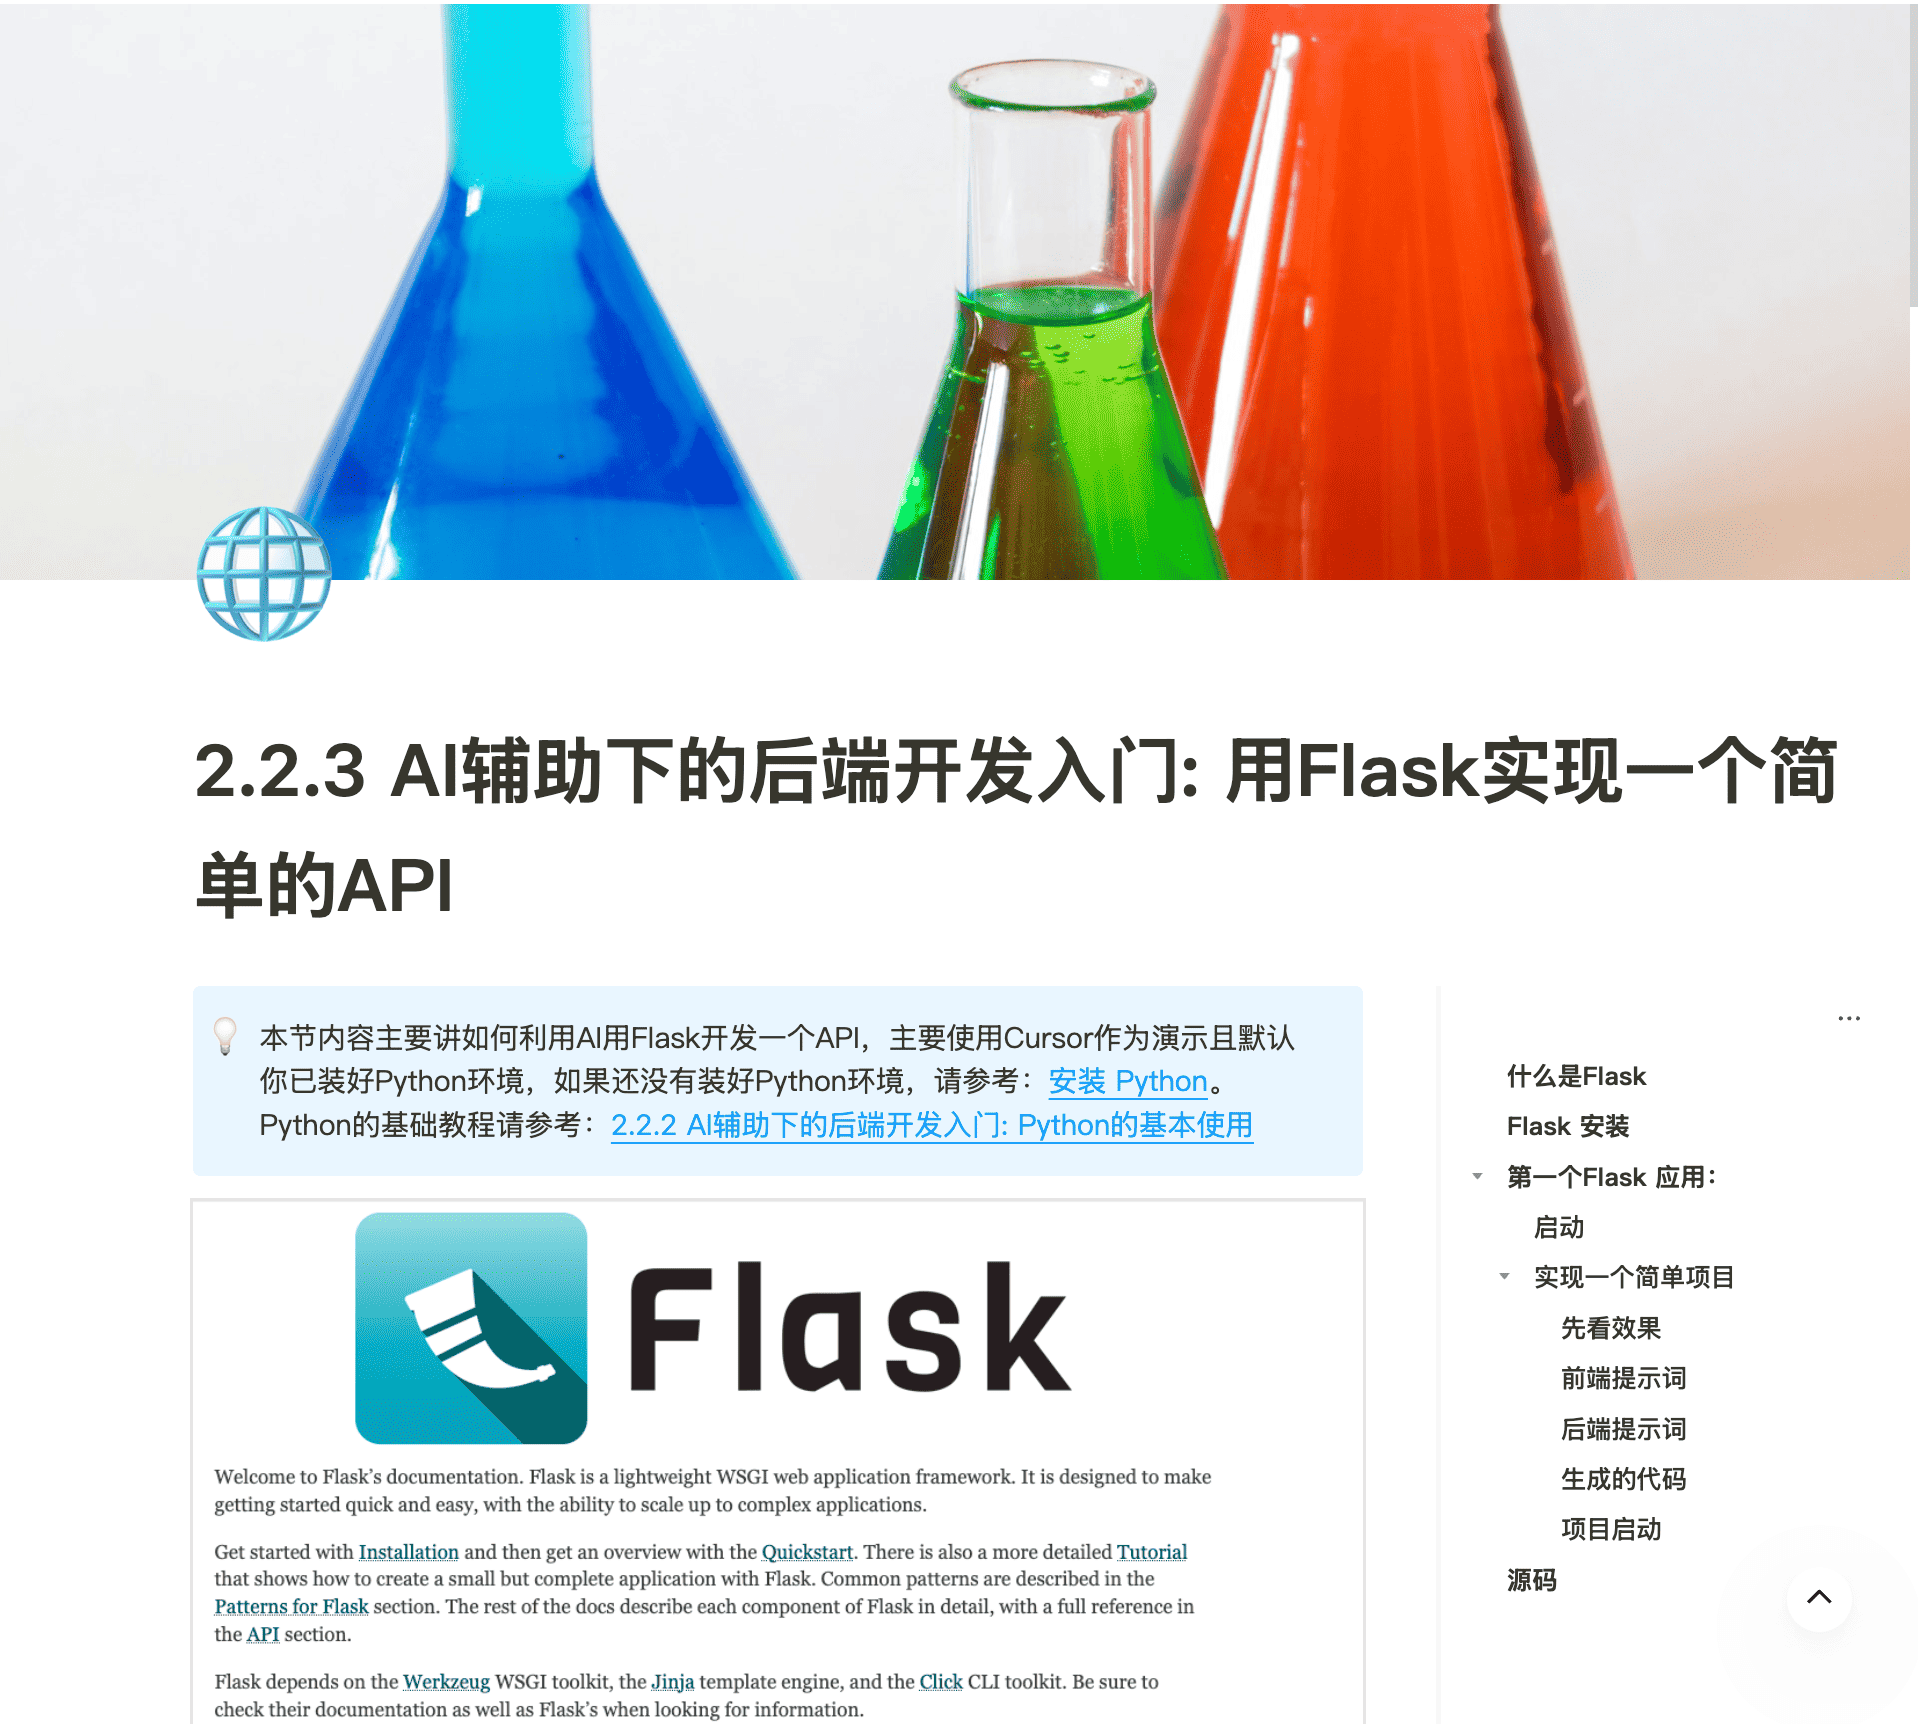 2.2.3 AI辅助下的后端开发入门: 用Flask实现一个简
单的API
本节内容主要讲如何利用AI用Flask开发一个API，主要使用Cursor作为演示且默认
你已装好Python环境，如果还没有装好Python环境，请参考：安装 Python。
Python的基础教程请参考：2.2.2 AI辅助下的后端开发入门: Python的基本使用
Flask
Welcome to Flask’s documentation. Flask is a lightweight WSGI web application framework. It is designed to make
getting started quick and easy, with the ability to scale up to complex applications.
Get started with Installation and then get an overview with the Quickstart. There is also a more detailed Tutorial
that shows how to create a small but complete application with Flask. Common patterns are described in the
Patterns for Flask section. The rest of the docs describe each component of Flask in detail, with a full reference in
the API section.
Flask depends on the Werkzeug WSGI toolkit, the Jinja template engine, and the Click CLI toolkit. Be sure to
check their documentation as well as Flask’s when looking for information.
什么是Flask
Flask 安装
第一个Flask 应用：
启动
实现一个简单项目
先看效果
前端提示词
后端提示词
生成的代码
项目启动
源码